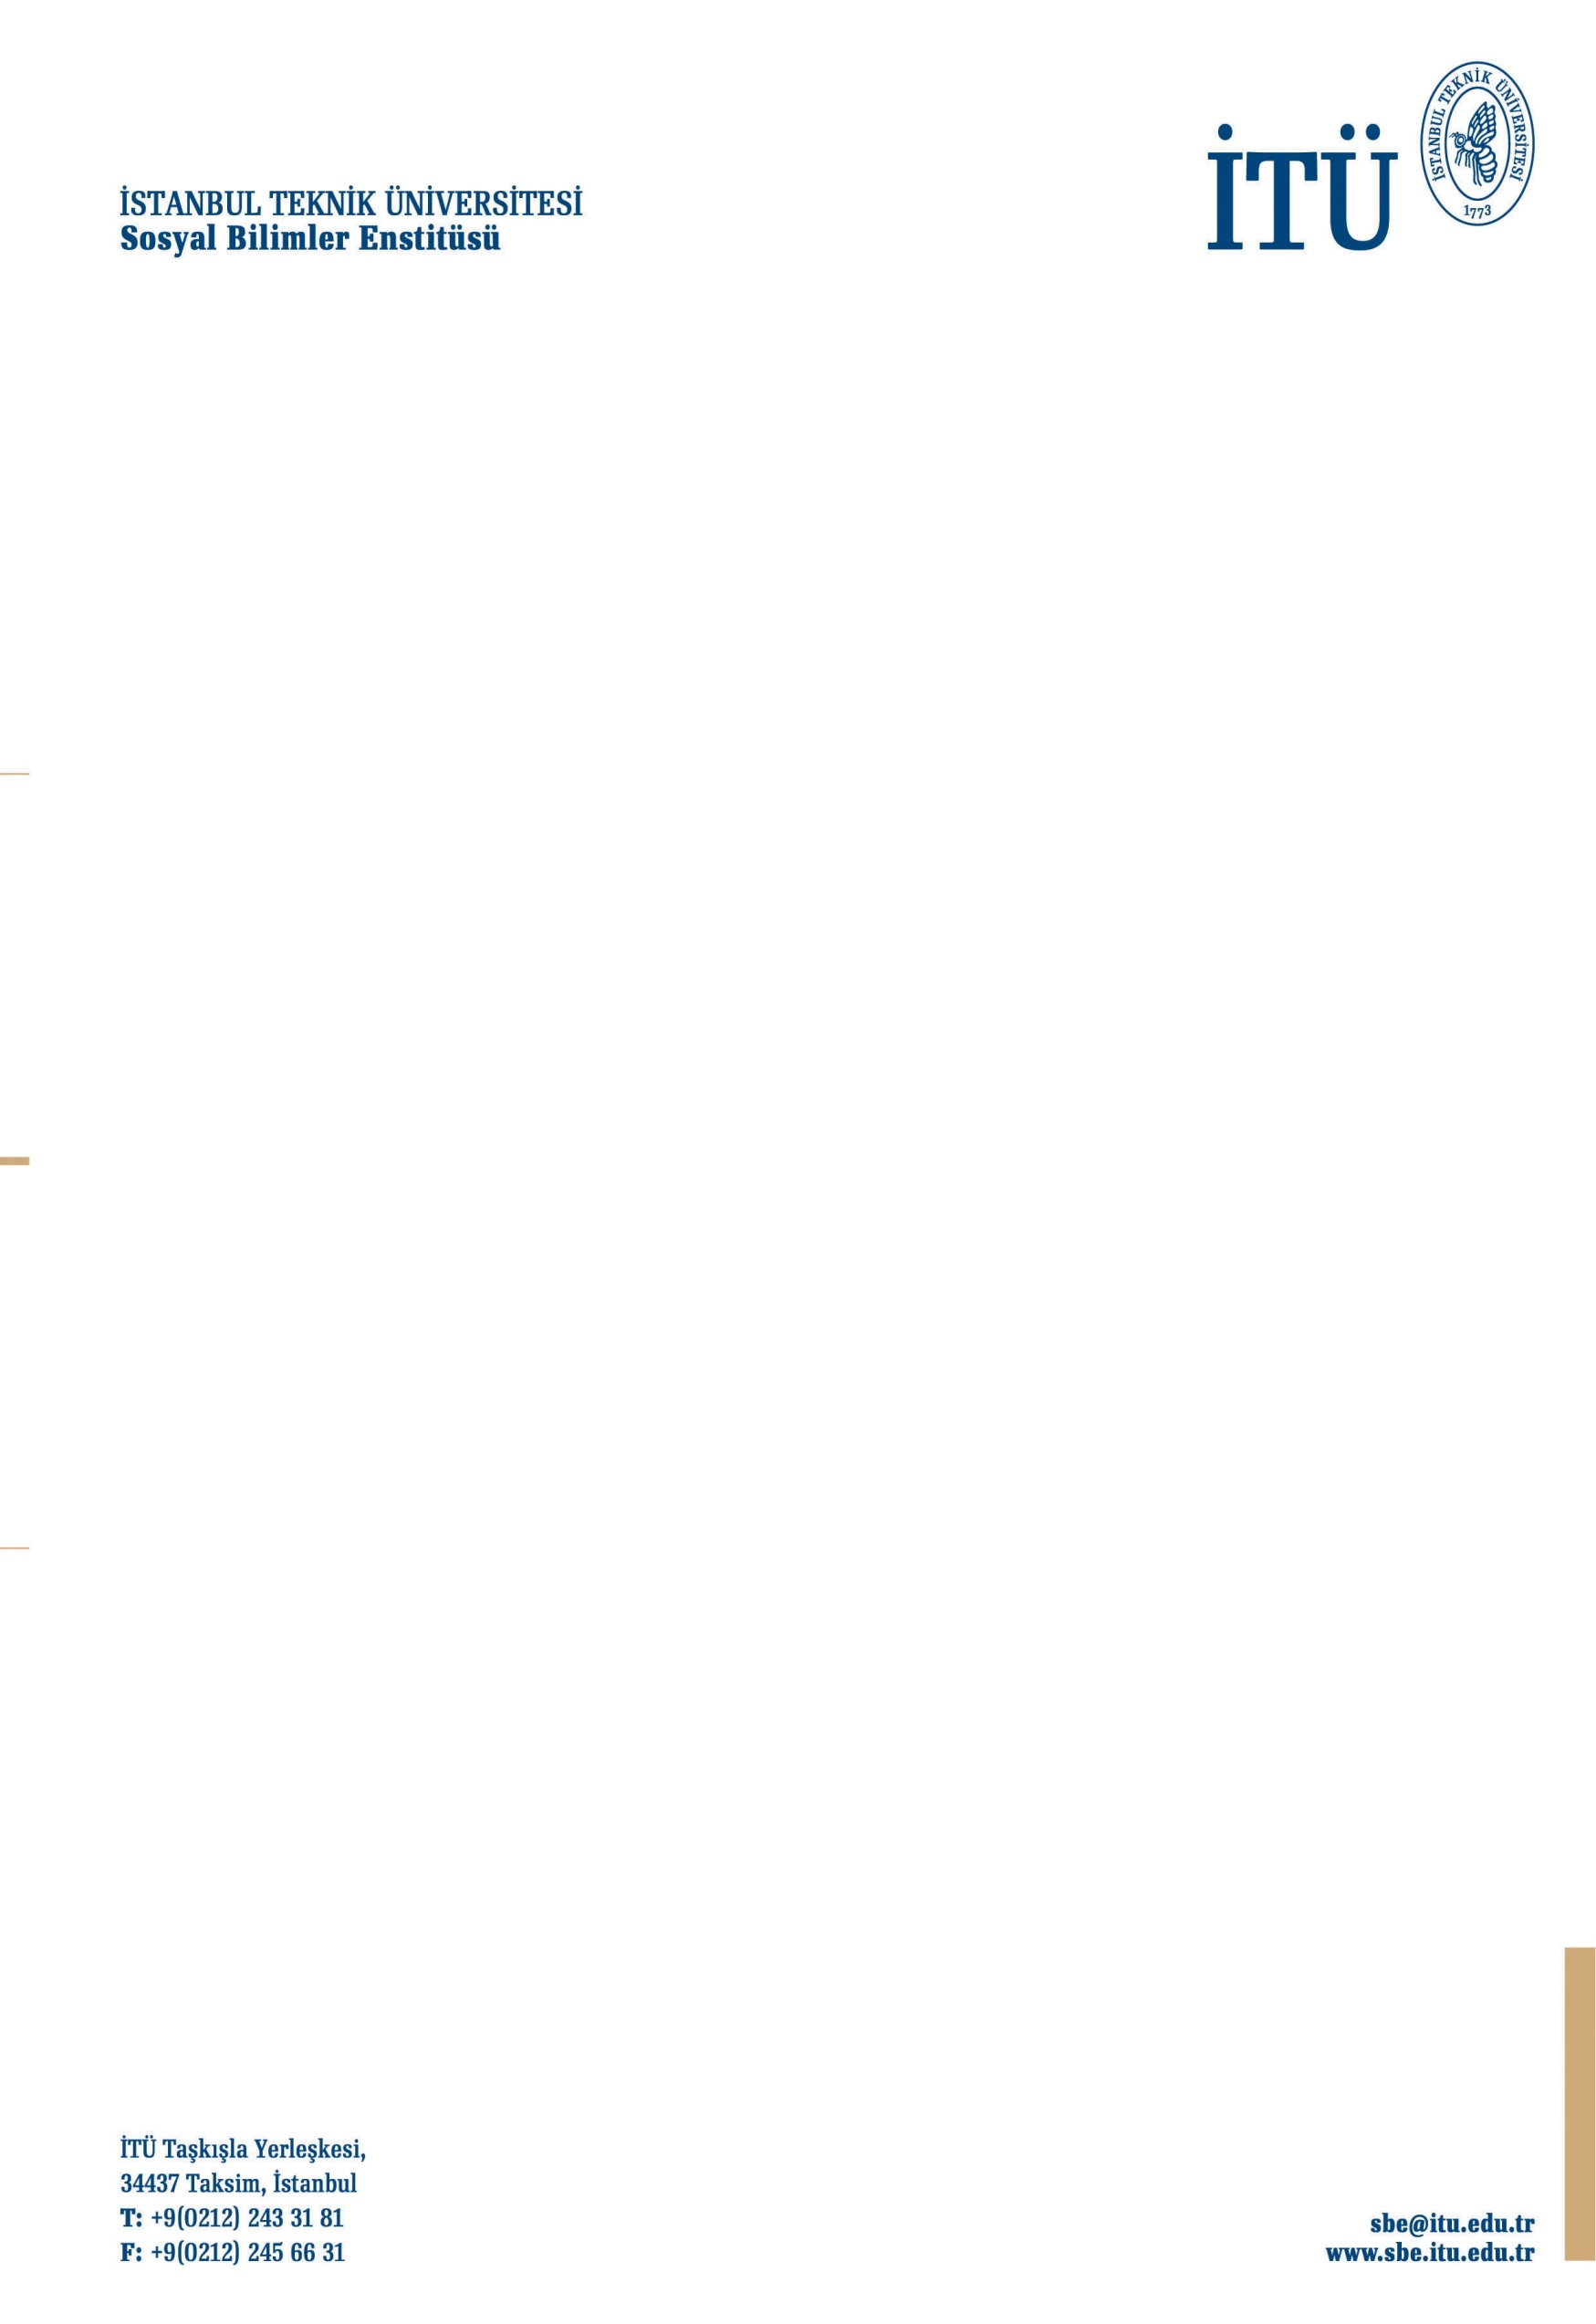 İSTANBUL TEKNİK ÜNİVERSİTESİ
Sosyal Bilimler Enstitüsü
İTÜ
İSTANBUL TEKNİK ÜNİVERSİTESİ
1773
İTÜ Taşkışla Yerleşkesi,
34437 Taksim, İstanbul
T: +9(0212) 243 31 81
F: +9(0212) 245 66 31
sbe@itu.edu.tr
www.sbe.itu.edu.tr